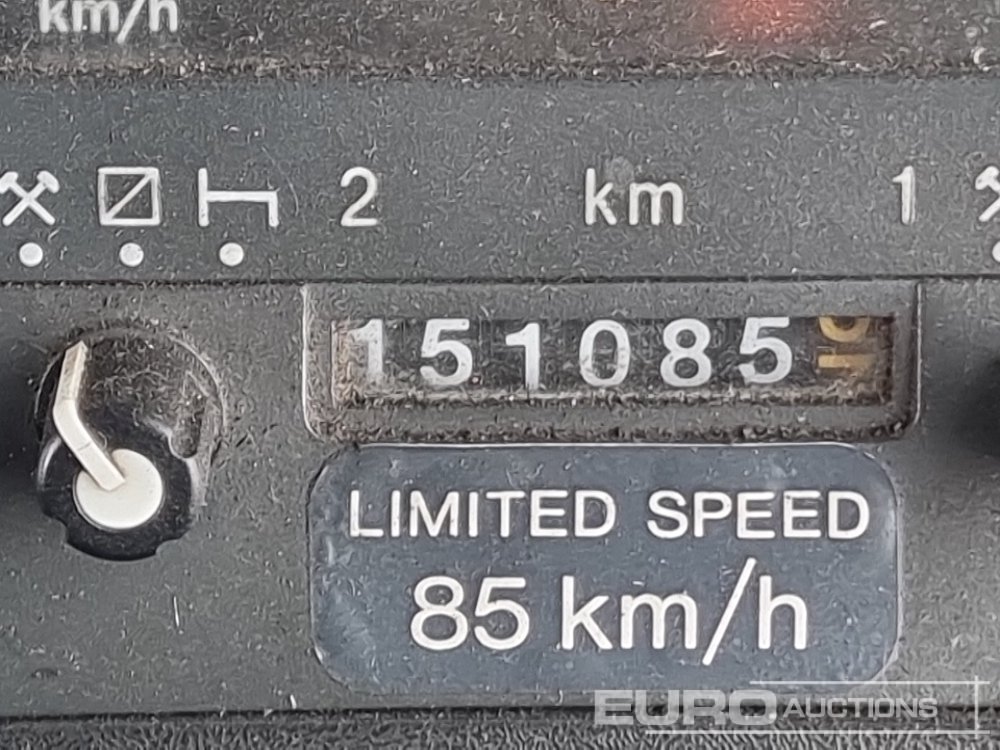 km/h
2 km 1
151085
LIMITED SPEED
85 km/h
EURO AUCTIONS